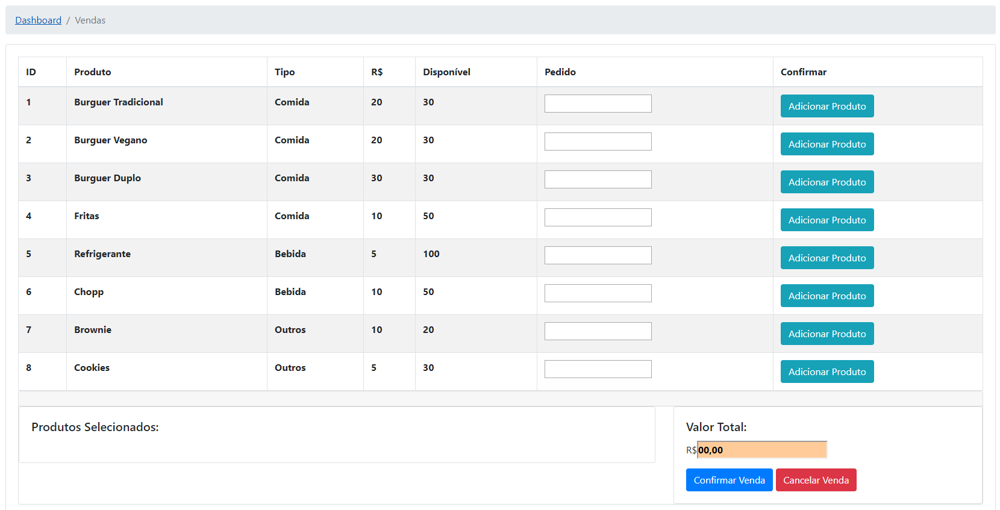 Dashboard / Vendas
ID Produto Tipo R$ Disponível Pedido Confirmar
1 Burguer Tradicional Comida 20 30 Adicionar Produto
2 Burguer Vegano Comida 20 30 Adicionar Produto
3 Burguer Duplo Comida 30 30 Adicionar Produto
4 Fritas Comida 10 50 Adicionar Produto
5 Refrigerante Bebida 5 100 Adicionar Produto
6 Chopp Bebida 10 50 Adicionar Produto
7 Brownie Outros 10 20 Adicionar Produto
8 Cookies Outros 5 30 Adicionar Produto
Produtos Selecionados:
Valor Total:
R$00,00
Confirmar Venda Cancelar Venda